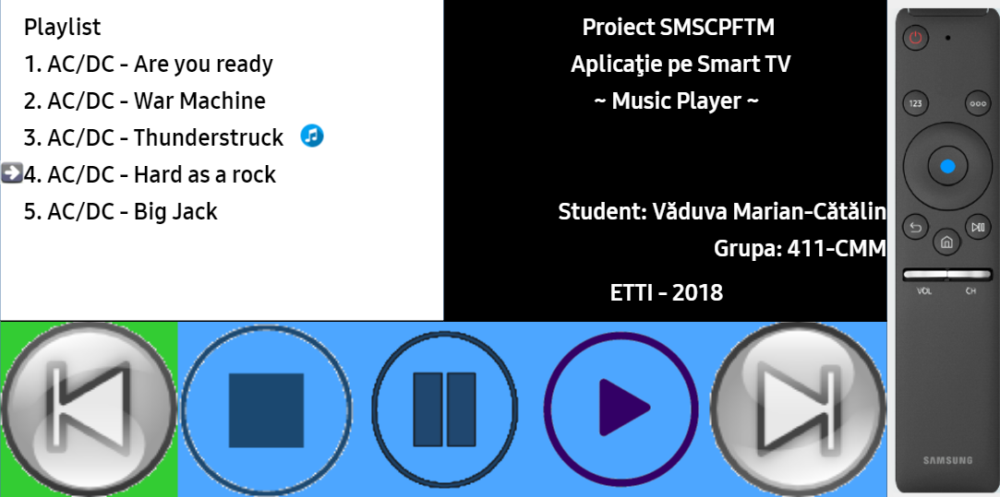 Playlist
1. AC/DC - Are you ready
2. AC/DC - War Machine
3. AC/DC - Thunderstruck
4. AC/DC - Hard as a rock
5. AC/DC - Big Jack
Proiect SMSCPFTM
Aplicaţie pe Smart TV
~ Music Player ~
Student: Văduva Marian-Cătălin
Grupa: 411-CMM
ETTI - 2018
123
VOL CH
SAMSUNG